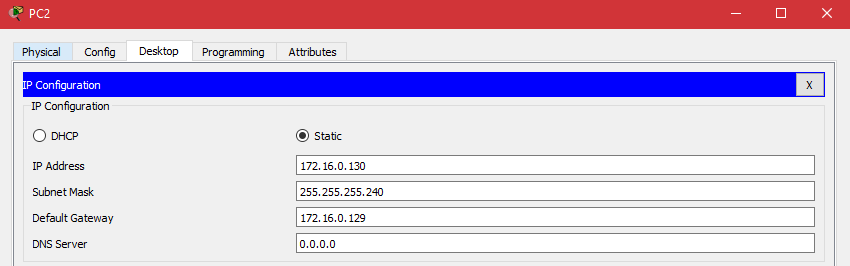 PC2
Physical Config Desktop Programming Attributes
IP Configuration X
IP Configuration
DHCP Static
IP Address 172.16.0.130
Subnet Mask 255.255.255.240
Default Gateway 172.16.0.129
DNS Server 0.0.0.0